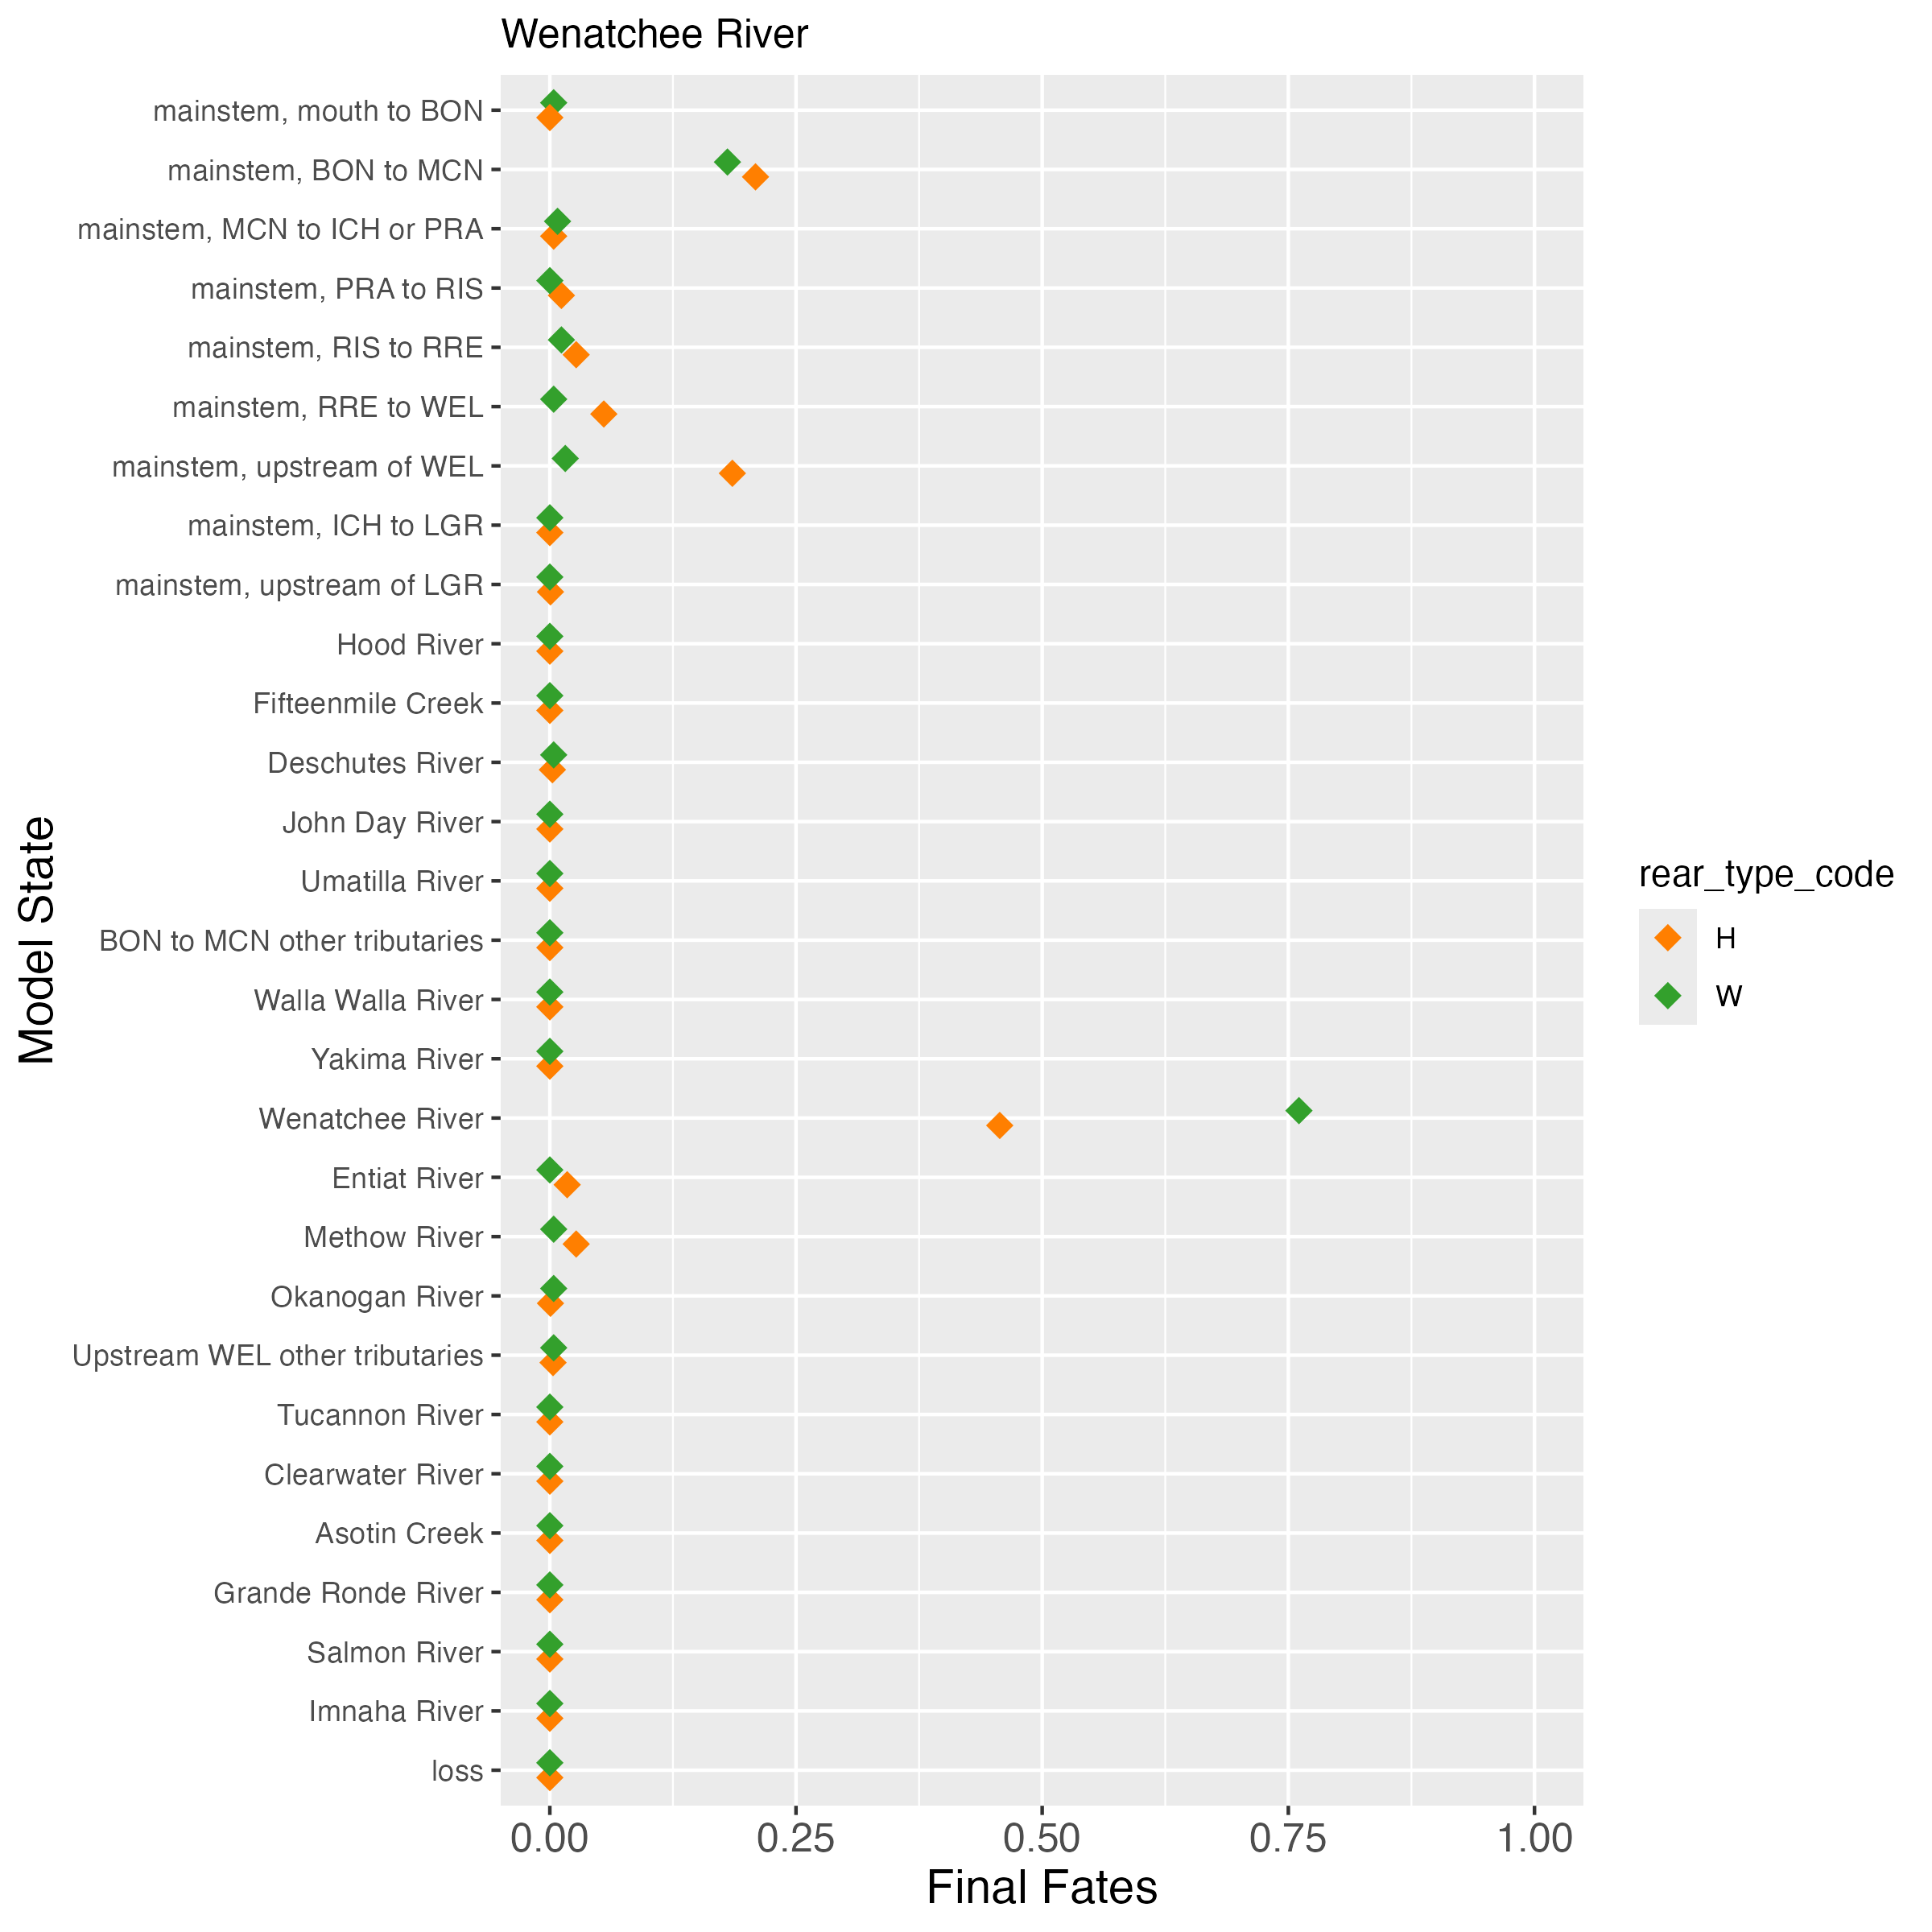 Wenatchee River
mainstem, mouth to BON
mainstem, BON to MCN
mainstem, MCN to ICH or PRA
mainstem, PRA to RIS
mainstem, RIS to RRE
mainstem, RRE to WEL
mainstem, upstream of WEL
mainstem, ICH to LGR
mainstem, upstream of LGR
Hood River
Fifteenmile Creek
Deschutes River
John Day River
Umatilla River
BON to MCN other tributaries
Walla Walla River
Yakima River
Wenatchee River
Entiat River
Methow River
Okanogan River
Upstream WEL other tributaries
Tucannon River
Clearwater River
Asotin Creek
Grande Ronde River
Salmon River
Imnaha River
loss
Model State
0.00 0.25 0.50 0.75 1.00
Final Fates
rear_type_code
H
W